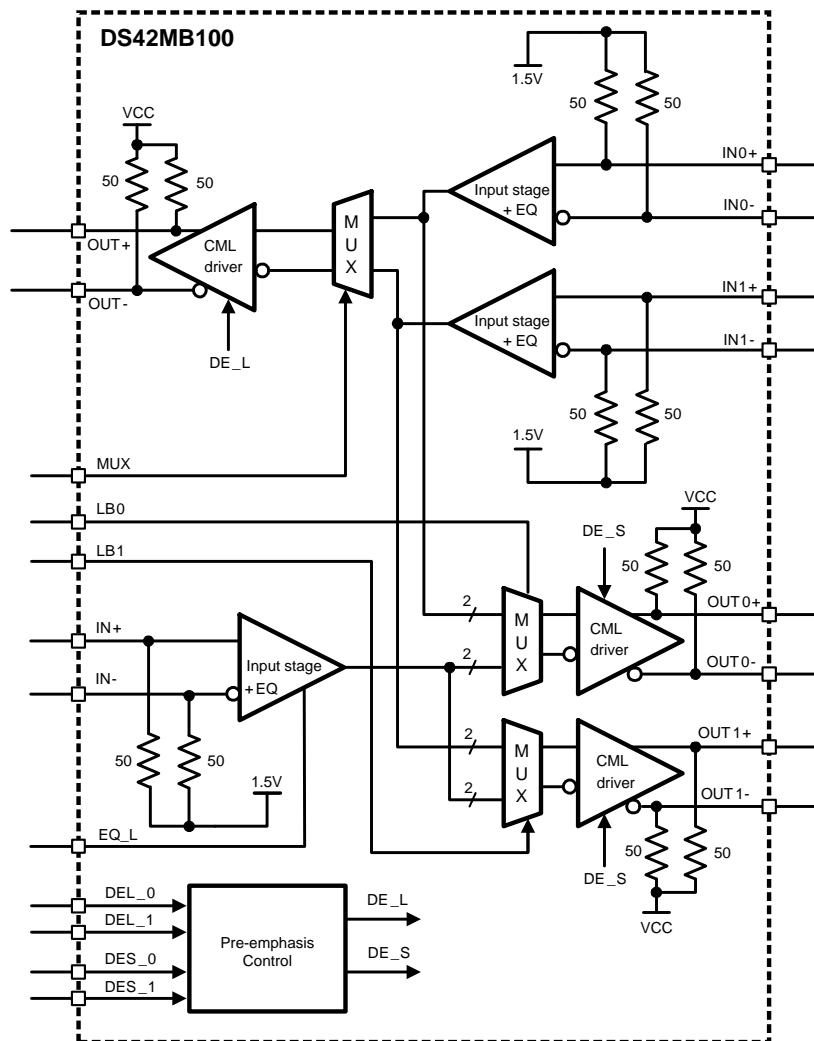 DS42MB100
1.5V
50
50
VCC
50
50
IN0+
Input stage
+ EQ
IN0-
M
U
X
OUT+
CML
driver
OUT-
IN1+
Input stage
+ EQ
IN1-
DE_L
50
50
1.5V
MUX
LB0
LB1
VCC
DE_S
50
50
2
M
U
X
CML
driver
OUT0+
2
OUT0-
IN+
Input stage
+ EQ
IN-
50
50
1.5V
2
M
U
X
CML
driver
OUT1+
2
OUT1-
EQ_L
50
50
DE_S
VCC
DEL_0
DEL_1
DES_0
DES_1
Pre-emphasis
Control
DE_L
DE_S